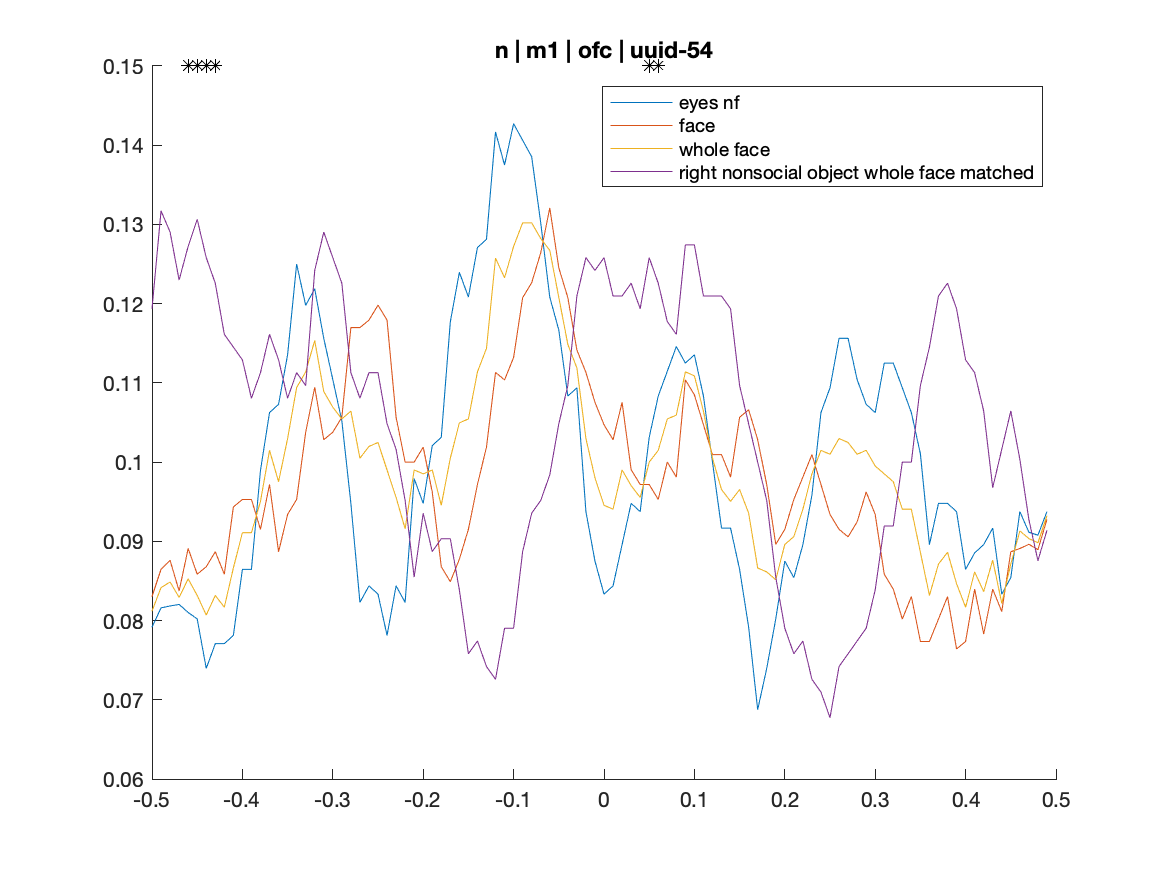 n | m1 | ofc | uuid-54
0.15
0.14
0.13
0.12
0.11
0.1
0.09
0.08
0.07
0.06
eyes nf
face
whole face
right nonsocial object whole face matched
-0.5 -0.4 -0.3 -0.2 -0.1 0 0.1 0.2 0.3 0.4 0.5